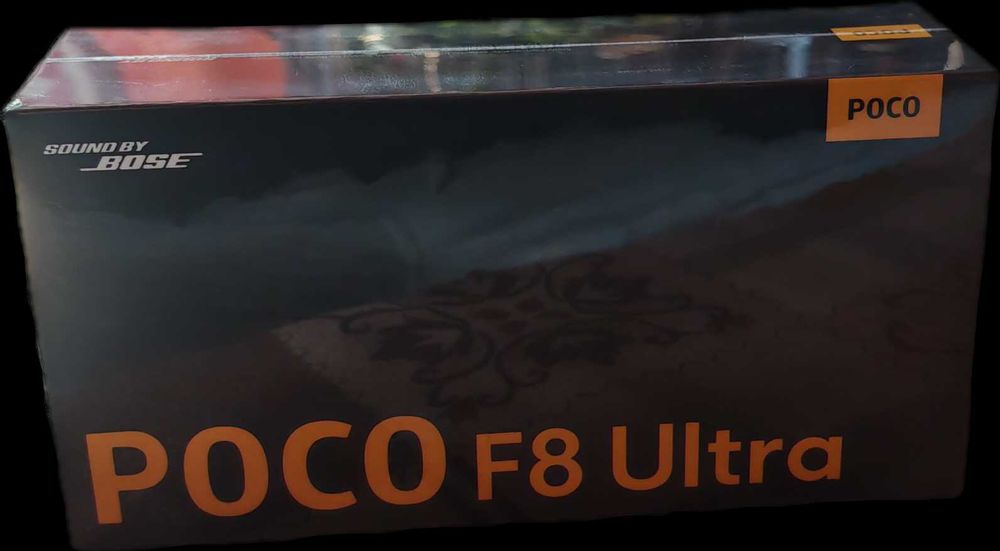 POCO
SOUND BY
BOSE
POCO F8 Ultra